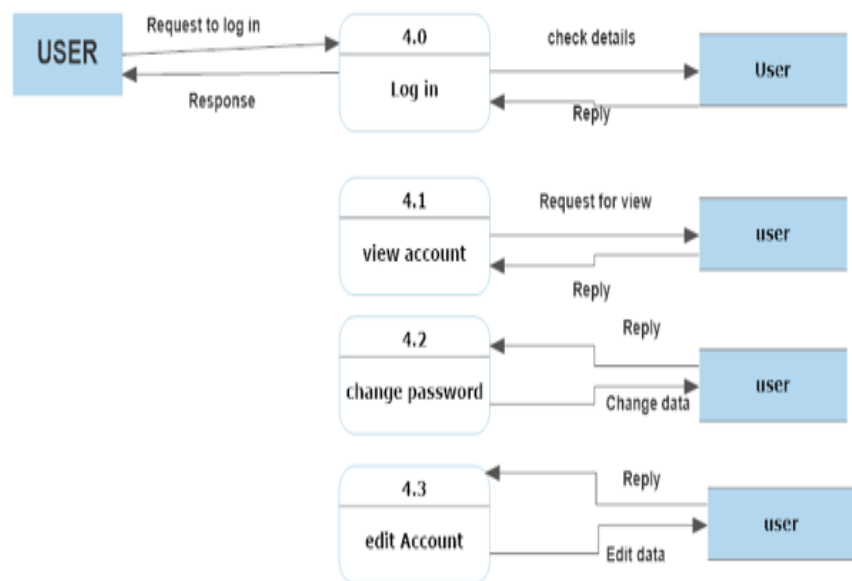 USER
Request to log in
Response
4.0
Log in
check details
Reply
User
4.1
view account
Request for view
Reply
user
4.2
change password
Reply
Change data
user
4.3
edit Account
Reply
Edit data
user